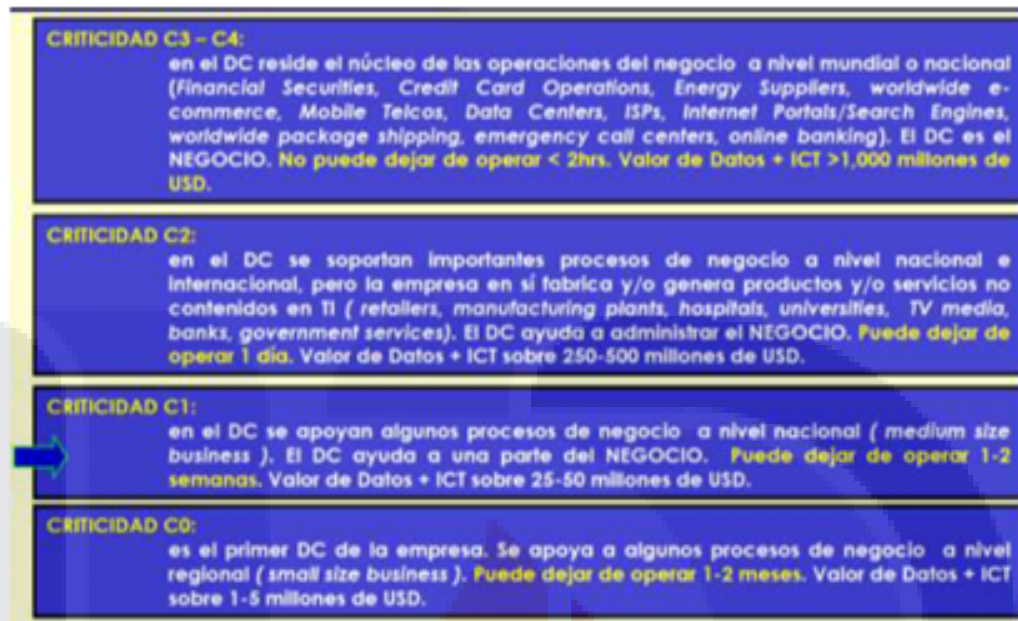 CRITICIDAD C3 – C4:
en el DC reside el núcleo de las operaciones del negocio a nivel mundial o nacional
(Financial Securities, Credit Card Operations, Energy Suppliers, worldwide e-
commerce, Mobile Telcos, Data Centers, ISPs, Internet Portals/Search Engines,
worldwide package shipping, emergency call centers, online banking). El DC es el
NEGOCIO. No puede dejar de operar < 2hrs. Valor de Datos + ICT >1,000 millones de
USD.
CRITICIDAD C2:
en el DC se soportan importantes procesos de negocio a nivel nacional e
internacional, pero la empresa en sí fabrica y/o genera productos y/o servicios no
contenidos en TI ( retailers, manufacturing plants, hospitals, universities, TV media,
banks, government services). El DC ayuda a administrar el NEGOCIO. Puede dejar de
operar 1 día. Valor de Datos + ICT sobre 250-500 millones de USD.
CRITICIDAD C1:
en el DC se apoyan algunos procesos de negocio a nivel nacional ( medium size
business ). El DC ayuda a una parte del NEGOCIO. Puede dejar de operar 1-2
semanas. Valor de Datos + ICT sobre 25-50 millones de USD.
CRITICIDAD C0:
es el primer DC de la empresa. Se apoya a algunos procesos de negocio a nivel
regional ( small size business ). Puede dejar de operar 1-2 meses. Valor de Datos + ICT
sobre 1-5 millones de USD.